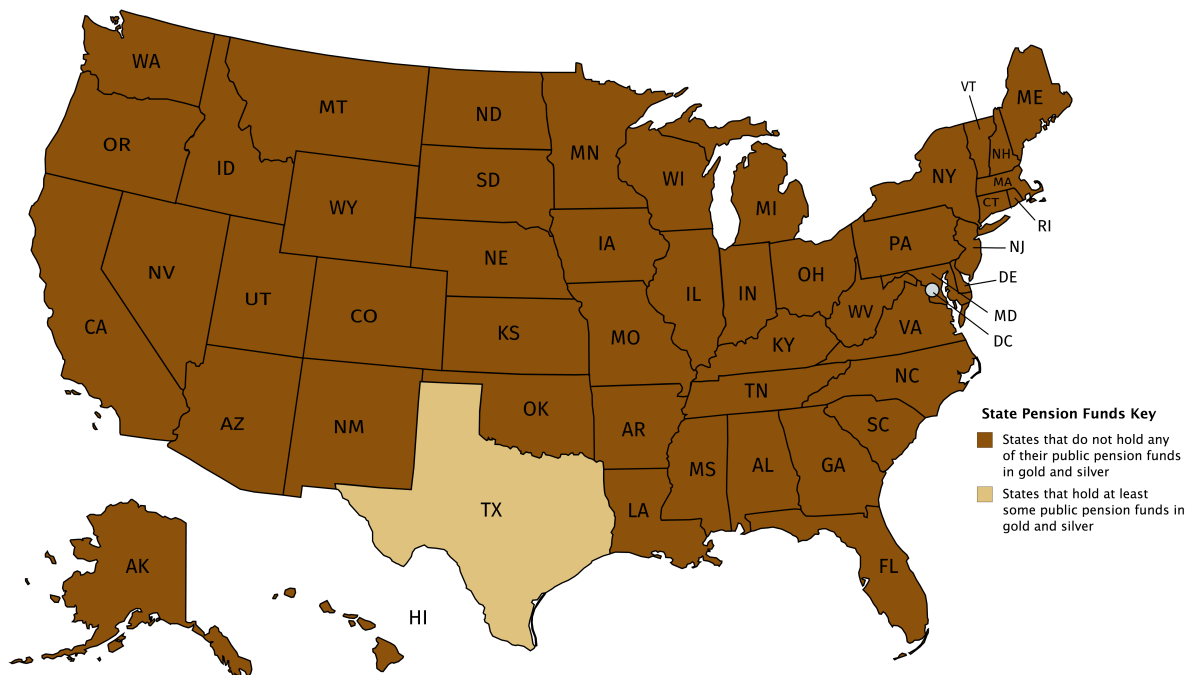 WA
MT
ND
MN
VT
ME
OR
ID
SD
WI
NH
NY
MA
WY
MI
CT
RI
IA
PA
NJ
NV
NE
OH
DE
UT
IL
IN
CO
WV
MD
CA
KS
MO
VA
DC
KY
NC
TN
AZ
NM
OK
AR
SC
MS
AL
GA
TX
LA
AK
FL
HI
State Pension Funds Key
States that do not hold any
of their public pension funds
in gold and silver
States that hold at least
some public pension funds in
gold and silver